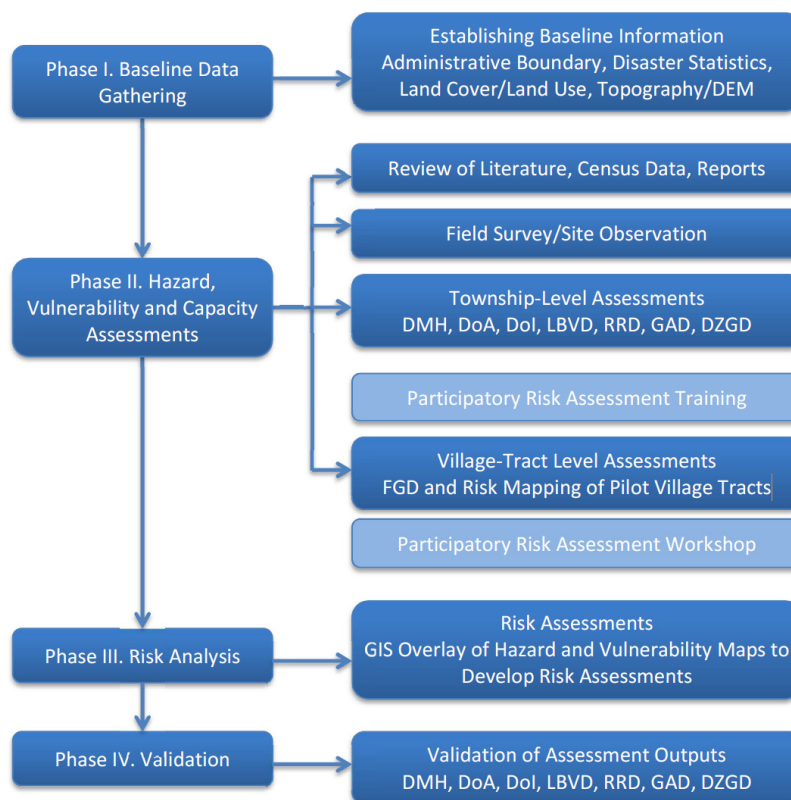 Phase I. Baseline Data
Gathering
Establishing Baseline Information
Administrative Boundary, Disaster Statistics,
Land Cover/Land Use, Topography/DEM
Review of Literature, Census Data, Reports
Field Survey/Site Observation
Phase II. Hazard,
Vulnerability and Capacity
Assessments
Township-Level Assessments
DMH, DoA, DoI, LBVD, RRD, GAD, DZGD
Participatory Risk Assessment Training
Village-Tract Level Assessments
FGD and Risk Mapping of Pilot Village Tracts
Participatory Risk Assessment Workshop
Phase III. Risk Analysis
Risk Assessments
GIS Overlay of Hazard and Vulnerability Maps to
Develop Risk Assessments
Phase IV. Validation
Validation of Assessment Outputs
DMH, DoA, DoI, LBVD, RRD, GAD, DZGD